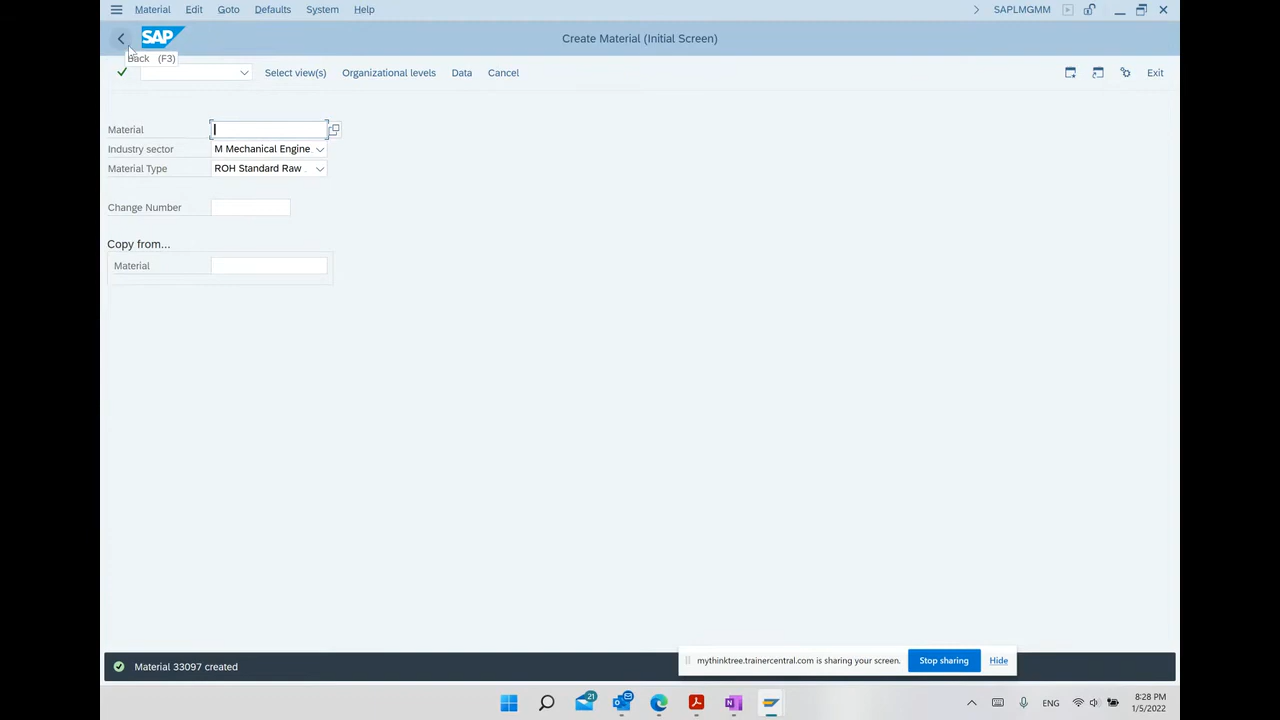 Material Edit Goto Defaults System Help SAPLMGMM
SAP Create Material (Initial Screen)
Back (F3)
Select view(s) Organizational levels Data Cancel Exit
Material
Industry sector M Mechanical Engine
Material Type ROH Standard Raw
Change Number
Copy from...
Material
Material 33097 created
mythinktree.trainercentral.com is sharing your screen. Stop sharing Hide
21
ENG
8:28 PM
1/5/2022